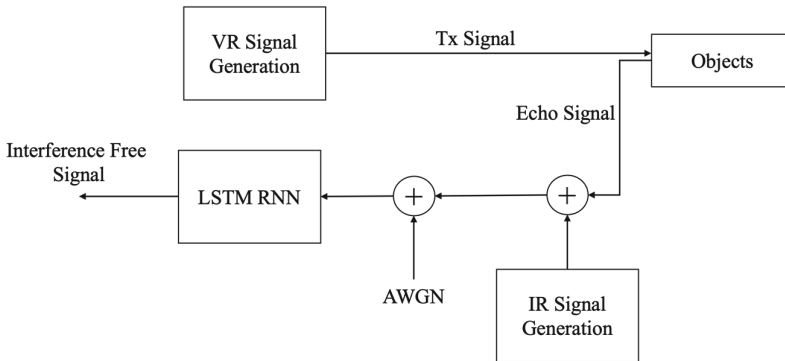 VR Signal
Generation
Tx Signal
Objects
Echo Signal
Interference Free
Signal
LSTM RNN
+
+
AWGN
IR Signal
Generation